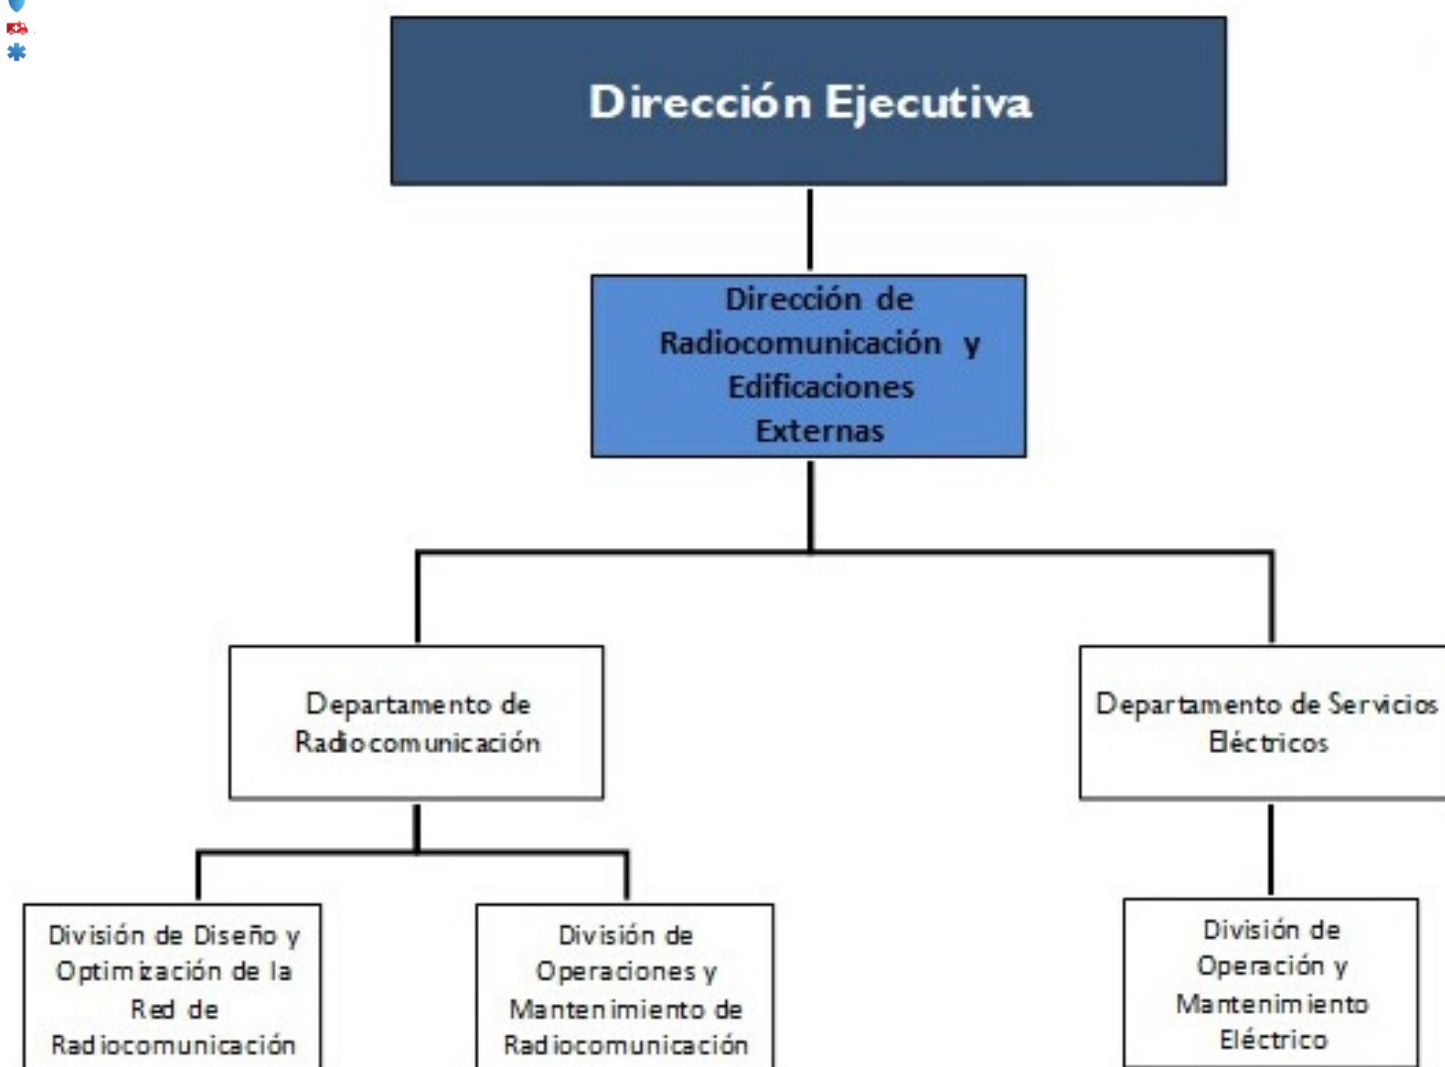 Dirección Ejecutiva
Dirección de
Radiocomunicación y
Edificaciones
Externas
Departamento de
Radiocomunicación
Departamento de Servicios
Eléctricos
División de Diseño y
Optimización de la
Red de
Radiocomunicación
División de
Operaciones y
Mantenimiento de
Radiocomunicación
División de
Operación y
Mantenimiento
Eléctrico